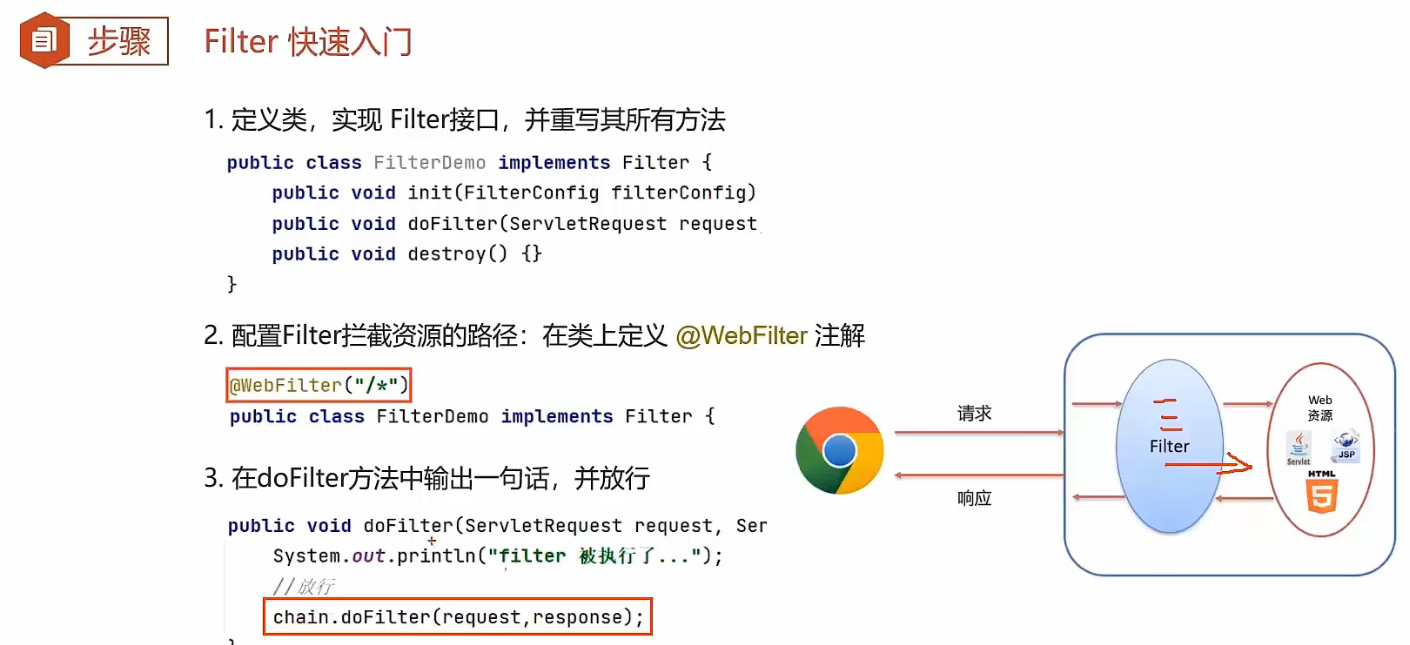 步骤
Filter 快速入门
1. 定义类，实现 Filter接口，并重写其所有方法
public class FilterDemo implements Filter {
public void init(FilterConfig filterConfig)
public void doFilter(ServletRequest request
public void destroy() {}
}
2. 配置Filter拦截资源的路径：在类上定义 @WebFilter 注解
@WebFilter("/*")
public class FilterDemo implements Filter {
3. 在doFilter方法中输出一句话，并放行
public void doFilter(ServletRequest request, Ser
System.out.println("filter 被执行了...");
//放行
chain.doFilter(request,response);
}
请求
响应
Filter
Web
资源
Servlet
JSP
HTML
5